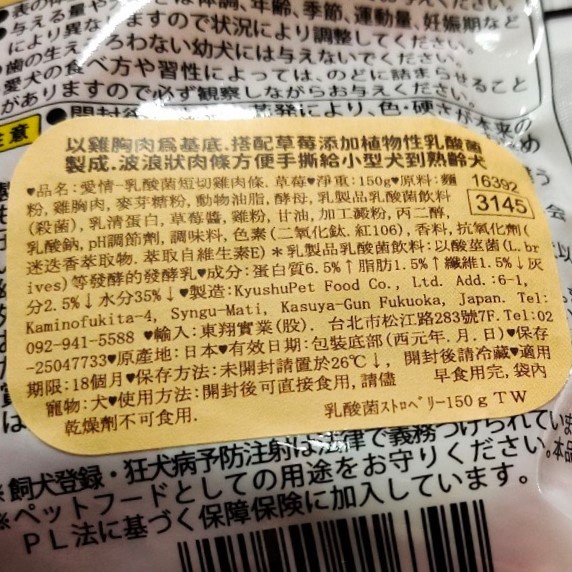 与える量や
年齢、季節、運動量、妊娠期など
により異なりますので状況により調整してください。
歯の生えそろわない幼犬には与えないでください。
愛犬の食べ方や習性によっては、のどに詰まらせること
がありますので必ず観察しながらお与えください。
以雞胸肉為基底.搭配草莓添加植物性乳酸菌
製成.波浪狀肉條方便手撕給小型犬到熟齡犬
♥品名:愛情-乳酸菌短切雞肉條.草莓♥淨重:150g♥原料:麵 16392
粉,雞胸肉,麥芽糖粉,動物油脂,酵母,乳製品乳酸菌飲料 3145
(殺菌),乳清蛋白,草莓醬,雞粉,甘油,加工澱粉,丙二醇,
乳酸鈉,pH調節劑,調味料,色素(二氧化鈦.紅106),香料,抗氧化劑(
迷迭香萃取物.萃取自維生素E)＊乳製品乳酸菌飲料:以酸莖菌(L.br
ives)等發酵的發酵乳♥成分:蛋白質6.5%↑脂肪1.5%↑纖維1.5%↓灰
分2.5%↓水分35%↓♥製造:KyushuPet Food Co., Ltd. Add.:6-1,
Kaminofukita-4, Syngu-Mati, Kasuya-Gun Fukuoka, Japan. Tel:
092-941-5588 ♥輸入:東翔實業(股). 台北市松江路283號7F.Tel:02
-25047733♥原產地:日本♥有效日期:包裝底部(西元年.月.日)♥保存
期限:18個月♥保存方法:未開封請置於26℃↓, 開封後請冷藏♥適用
寵物:犬♥使用方法:開封後可直接食用,請儘 早食用完,袋內
乾燥劑不可食用. 乳酸菌ｽﾄﾛﾍﾞﾘｰ150ｇＴＷ
※飼犬登録・狂犬病予防注射は法律で義務づけられてい
※ペットフードとしての用途をお守りください。本品
ＰＬ法に基づく保障保険に加入しています。